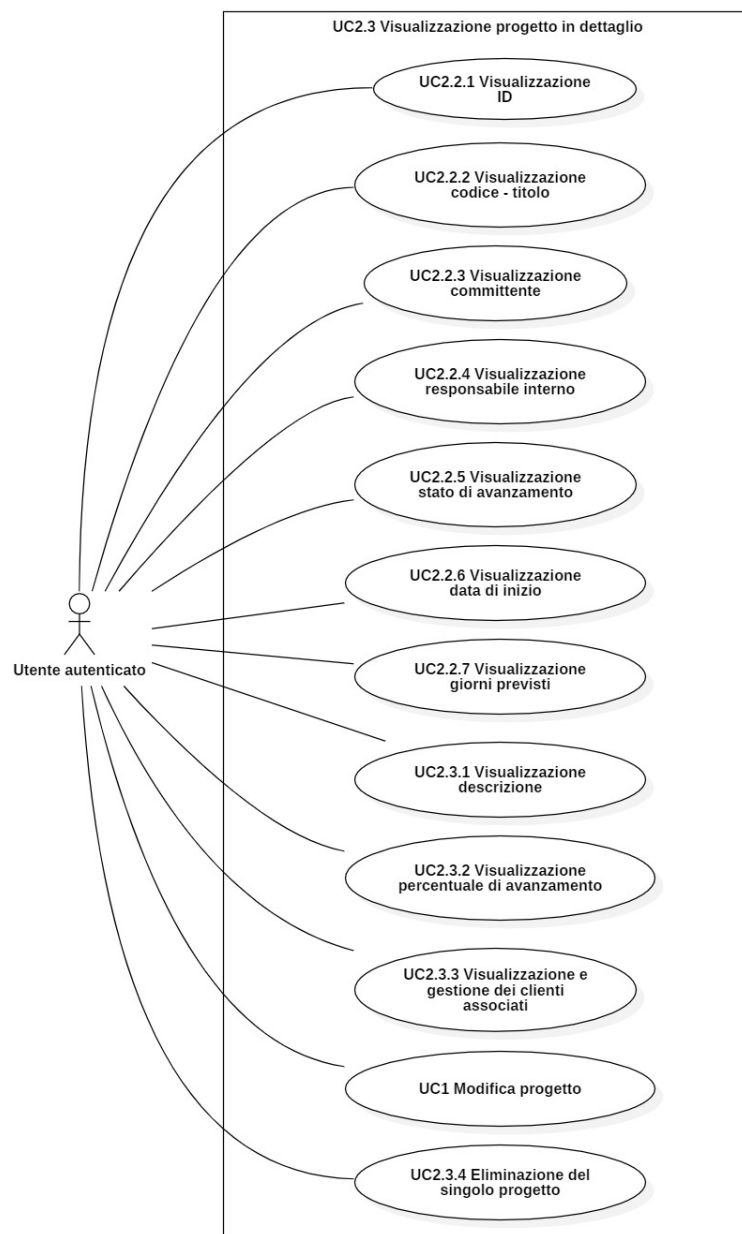 UC2.3 Visualizzazione progetto in dettaglio
UC2.2.1 Visualizzazione
ID
UC2.2.2 Visualizzazione
codice - titolo
UC2.2.3 Visualizzazione
committente
UC2.2.4 Visualizzazione
responsabile interno
UC2.2.5 Visualizzazione
stato di avanzamento
UC2.2.6 Visualizzazione
data di inizio
Utente autenticato
UC2.2.7 Visualizzazione
giorni previsti
UC2.3.1 Visualizzazione
descrizione
UC2.3.2 Visualizzazione
percentuale di avanzamento
UC2.3.3 Visualizzazione e
gestione dei clienti
associati
UC1 Modifica progetto
UC2.3.4 Eliminazione del
singolo progetto